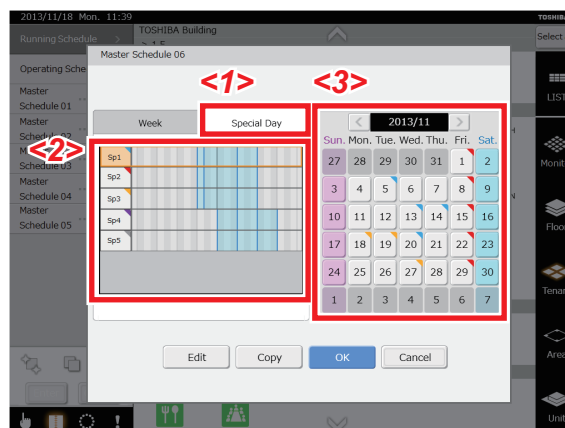 2013/11/18 Mon. 11:39
TOSHIBA
Running Schedule >
TOSHIBA Building
> 1 F
Select
Master Schedule 06
Operating Sche
<1>
<3>
LIST
Master
Schedule 01
Week
Special Day
< 2013/11 >
Master
Schedule 02
Sun. Mon. Tue. Wed. Thu. Fri. Sat.
<2>
Schedule 03
Master
Schedule 04
Master
Schedule 05
Sp1
Sp2
Sp3
Sp4
Sp5
27 28 29 30 31 1 2
3 4 5 6 7 8 9
10 11 12 13 14 15 16
17 18 19 20 21 22 23
24 25 26 27 28 29 30
1 2 3 4 5 6 7
Monit
Floo
Tenan
Area
Unit
Edit
Copy
OK
Cancel